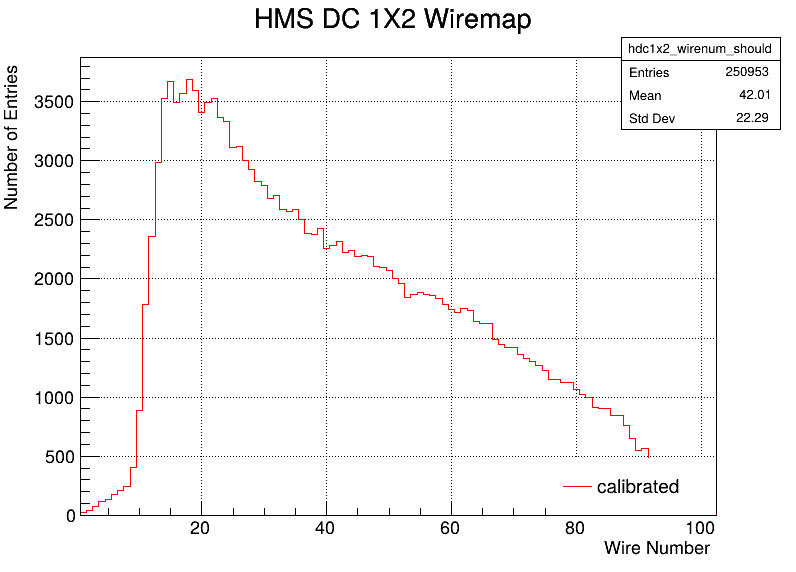 HMS DC 1X2 Wiremap
hdc1x2_wirenum_should
Entries 250953
Mean 42.01
Std Dev 22.29
Number of Entries
3500
3000
2500
2000
1500
1000
500
0
calibrated
20 40 60 80 100
Wire Number